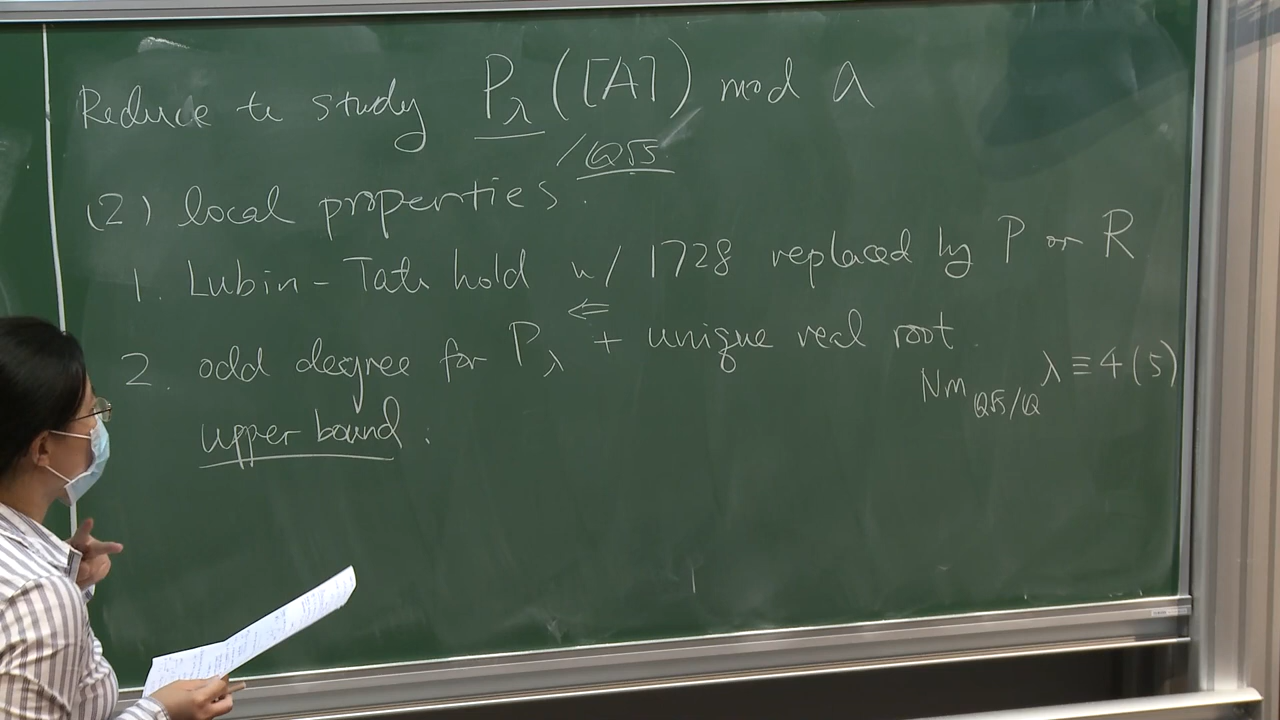 Reduce to study P_λ ([A]) mod a
/Q√5
(2) local properties.
1. Lubin-Tate hold w/ 1728 replaced by P or R
⇐
2. odd degree for P_λ + unique real root.
Nm_{Q√5/Q} λ ≡ 4 (5)
upper bound.